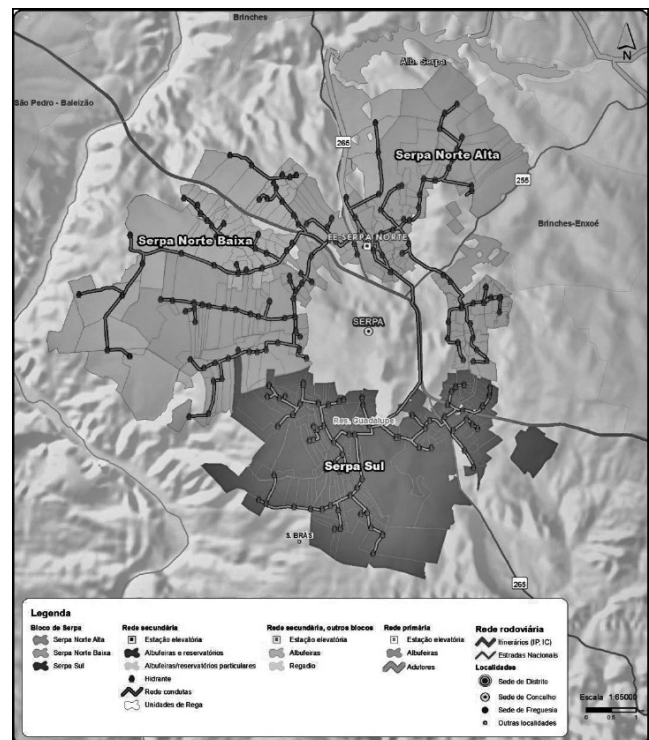 Brinches
N
Alb. Serpa
São Pedro - Baleizão
265
Serpa Norte Alta
255
Brinches-Enxoé
EE SERPA NORTE
Serpa Norte Baixa
SERPA
Res. Guadalupe
Serpa Sul
S. BRÁS
265
Legenda
Bloco de Serpa
Serpa Norte Alta
Serpa Norte Baixa
Serpa Sul
Rede secundária
Estação elevatória
Albufeiras e reservatórios
Albufeiras/reservatórios particulares
Hidrante
Rede condutas
Unidades de Rega
Rede secundária, outros blocos
Estação elevatória
Albufeiras
Regadio
Rede primária
Estação elevatória
Albufeiras
Adutores
Rede rodoviária
Itinerários (IP, IC)
Estradas Nacionais
Localidades
Sede de Distrito
Sede de Concelho
Sede de Freguesia
Outras localidades
Escala 1:65000
0 0.5 1